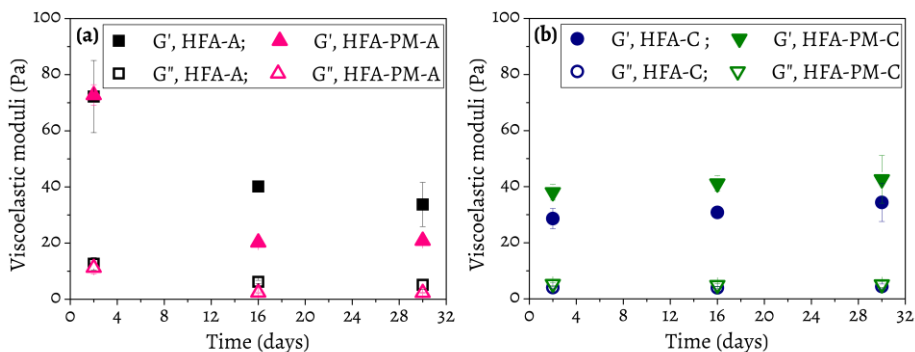 (a)
G', HFA-A; G', HFA-PM-A
G'', HFA-A; G'', HFA-PM-A
Viscoelastic moduli (Pa)
100
80
60
40
20
0
0 4 8 12 16 20 24 28 32
Time (days)
(b)
G', HFA-C ; G', HFA-PM-C
G'', HFA-C; G'', HFA-PM-C
Viscoelastic moduli (Pa)
100
80
60
40
20
0
0 4 8 12 16 20 24 28 32
Time (days)